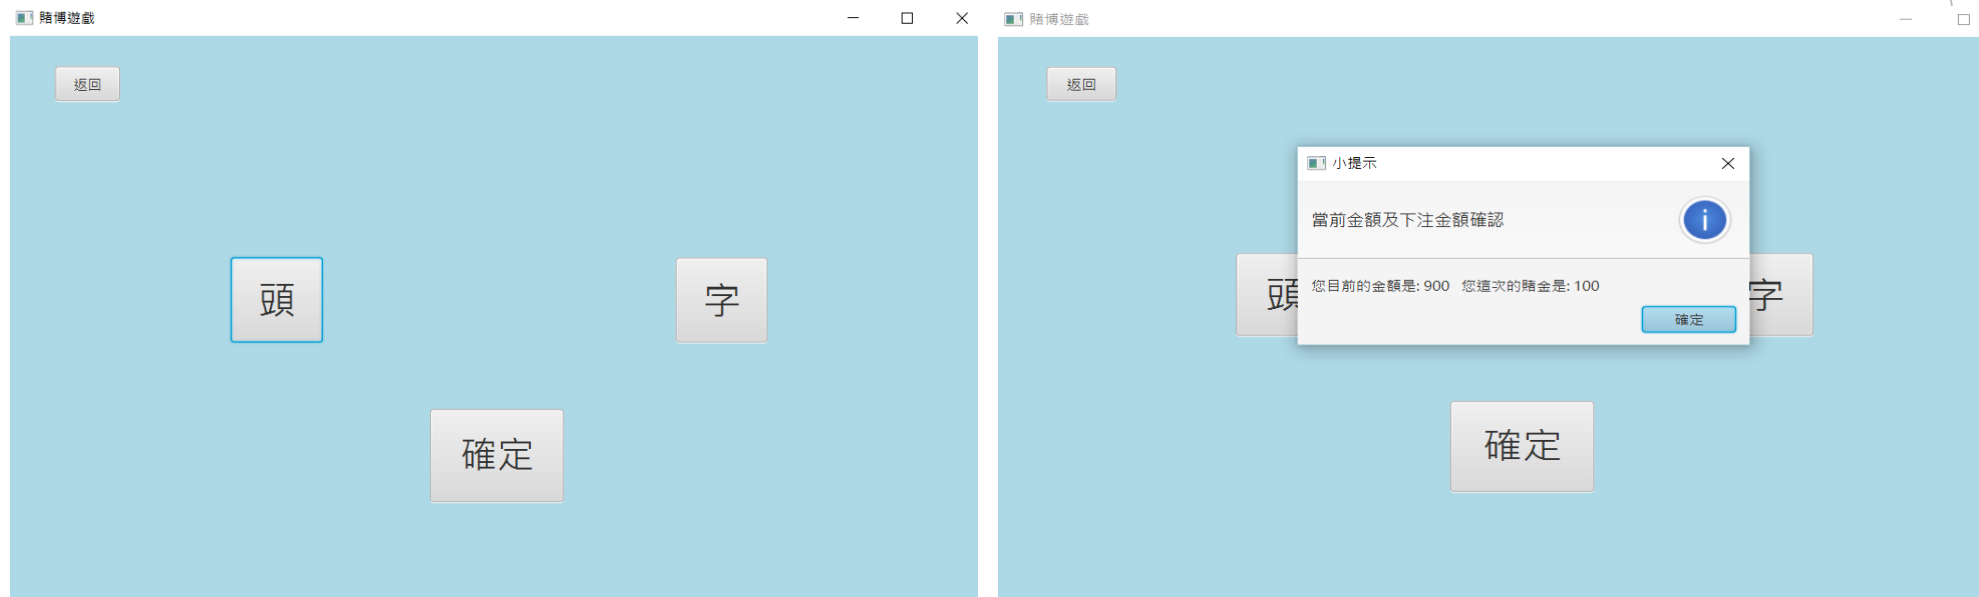 賭博遊戲
返回
頭
字
確定
賭博遊戲
返回
小提示
當前金額及下注金額確認
您目前的金額是: 900 您這次的賭金是: 100
確定
頭
字
確定